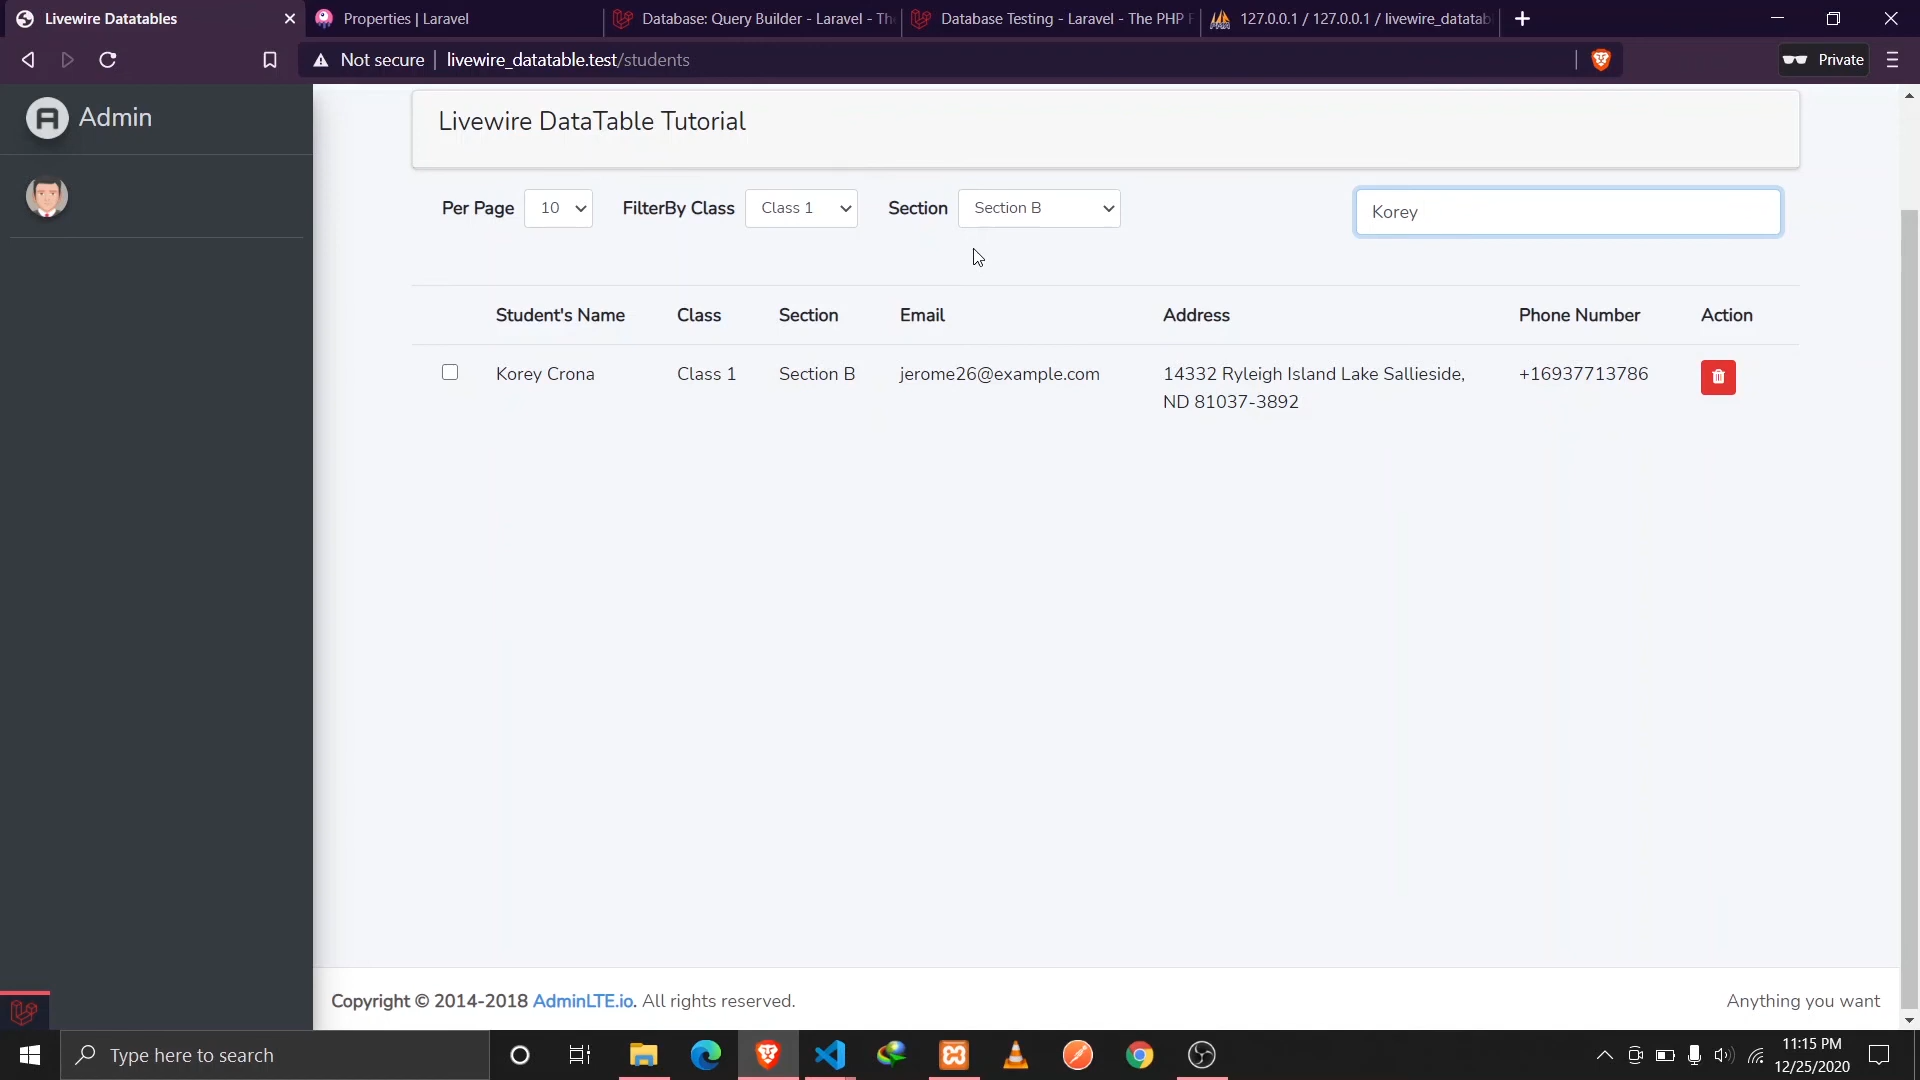 Livewire Datatables
Properties | Laravel
Database: Query Builder - Laravel - Th
Database Testing - Laravel - The PHP F
127.0.0.1 / 127.0.0.1 / livewire_datatab
Not secure
livewire_datatable.test/students
Private
Admin
Livewire DataTable Tutorial
Per Page 10 FilterBy Class Class 1 Section Section B Korey
Student's Name Class Section Email Address Phone Number Action
Korey Crona Class 1 Section B jerome26@example.com 14332 Ryleigh Island Lake Sallieside, +16937713786
ND 81037-3892
Copyright © 2014-2018 AdminLTE.io. All rights reserved. Anything you want
Type here to search
11:15 PM
12/25/2020